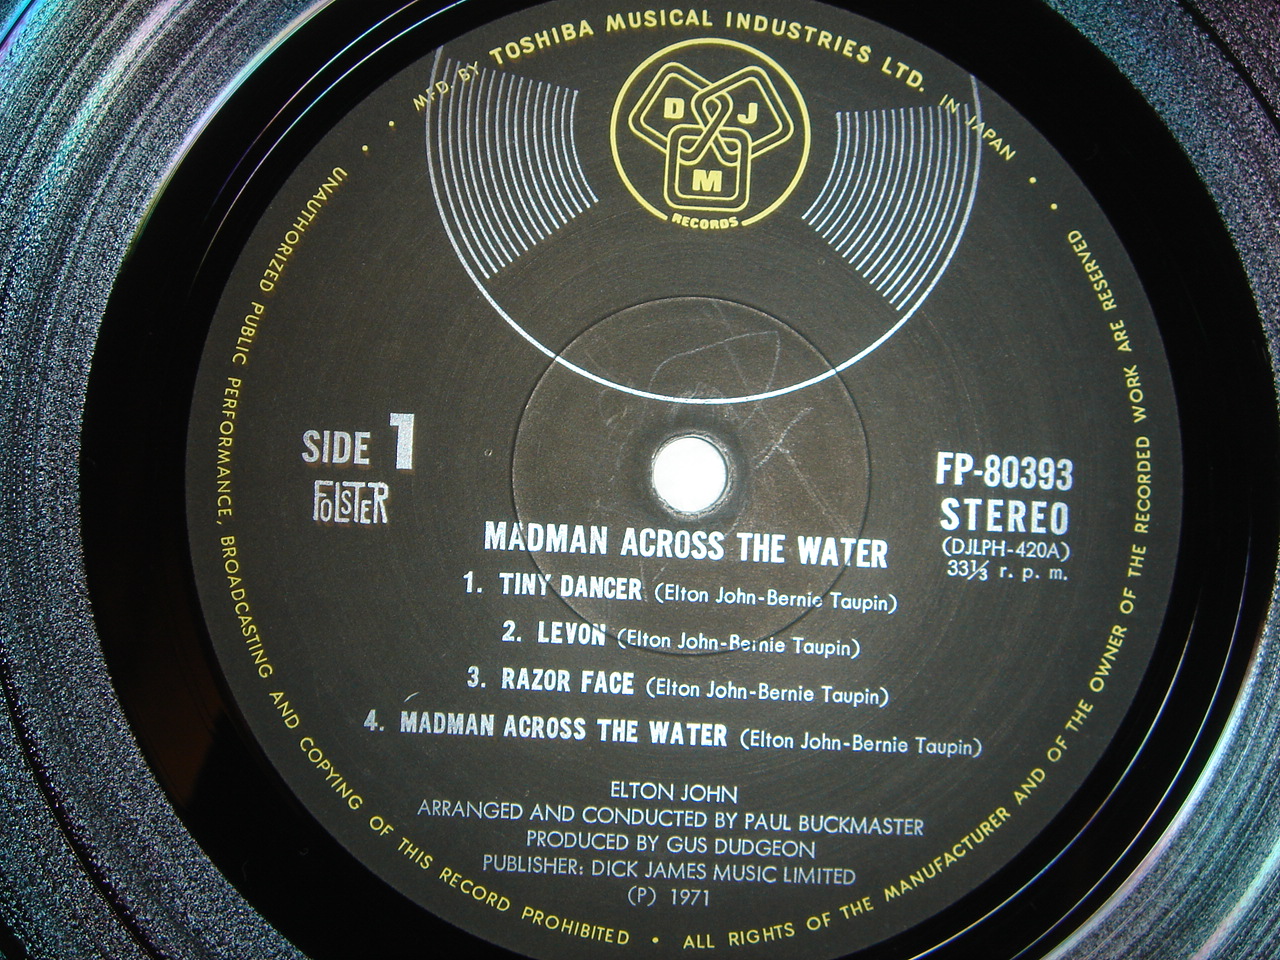 MFD. BY TOSHIBA MUSICAL INDUSTRIES LTD. IN JAPAN
D J
M
RECORDS
SIDE 1
FOLSTER
FP-80393
STEREO
(DJLPH-420A)
33⅓ r. p. m.
MADMAN ACROSS THE WATER
1. TINY DANCER (Elton John-Bernie Taupin)
2. LEVON (Elton John-Bernie Taupin)
3. RAZOR FACE (Elton John-Bernie Taupin)
4. MADMAN ACROSS THE WATER (Elton John-Bernie Taupin)
ELTON JOHN
ARRANGED AND CONDUCTED BY PAUL BUCKMASTER
PRODUCED BY GUS DUDGEON
PUBLISHER: DICK JAMES MUSIC LIMITED
(P) 1971
UNAUTHORIZED PUBLIC PERFORMANCE, BROADCASTING AND COPYING OF THIS RECORD PROHIBITED • ALL RIGHTS OF THE MANUFACTURER AND OF THE OWNER OF THE RECORDED WORK ARE RESERVED